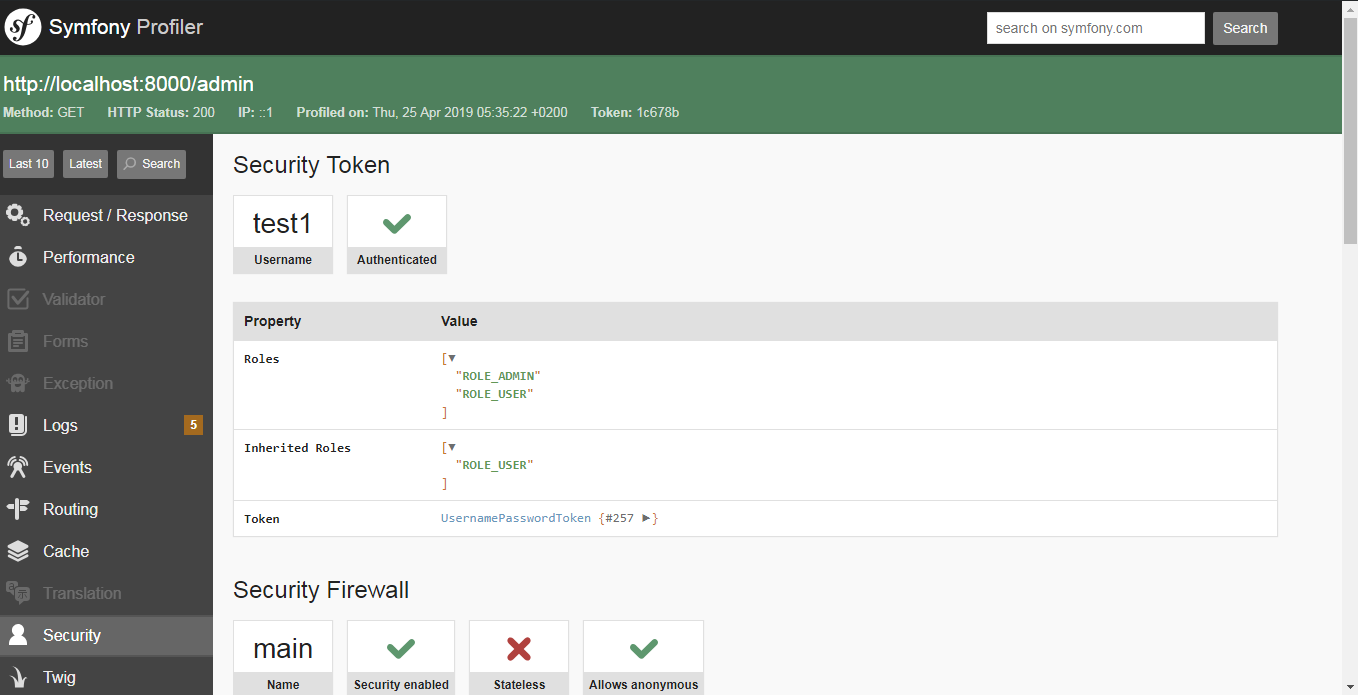 sf Symfony Profiler
search on symfony.com
Search
http://localhost:8000/admin
Method: GET HTTP Status: 200 IP: ::1 Profiled on: Thu, 25 Apr 2019 05:35:22 +0200 Token: 1c678b
Last 10
Latest
Search
Request / Response
Performance
Validator
Forms
Exception
Logs 5
Events
Routing
Cache
Translation
Security
Twig
Security Token
test1
Username
Authenticated
Property Value
Roles [▼
"ROLE_ADMIN"
"ROLE_USER"
]
Inherited Roles [▼
"ROLE_USER"
]
Token UsernamePasswordToken {#257 ▶}
Security Firewall
main
Name
Security enabled
Stateless
Allows anonymous